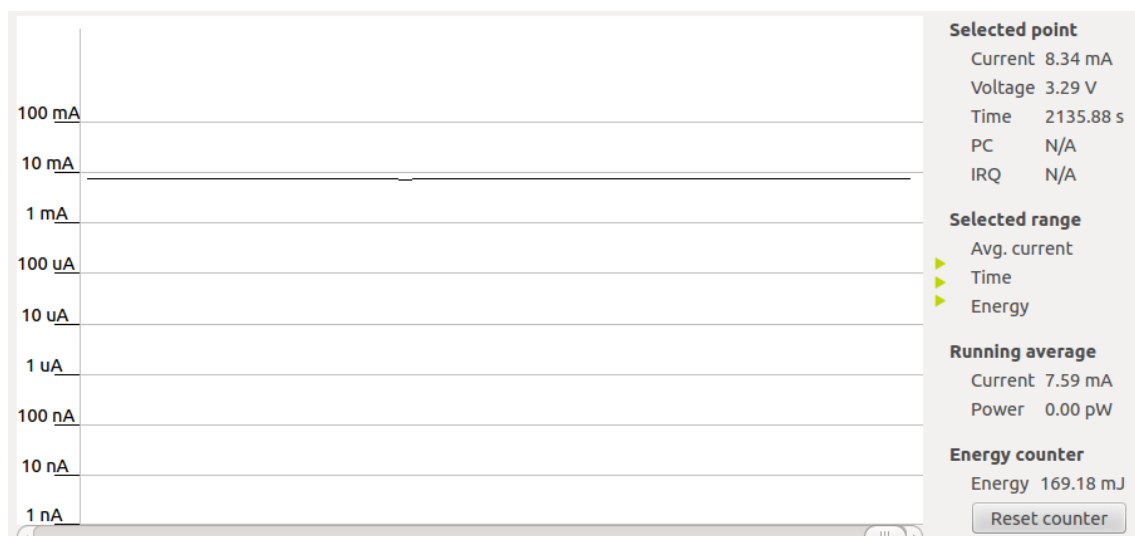 100 mA
10 mA
1 mA
100 uA
10 uA
1 uA
100 nA
10 nA
1 nA
Selected point
Current 8.34 mA
Voltage 3.29 V
Time 2135.88 s
PC N/A
IRQ N/A
Selected range
Avg. current
Time
Energy
Running average
Current 7.59 mA
Power 0.00 pW
Energy counter
Energy 169.18 mJ
Reset counter